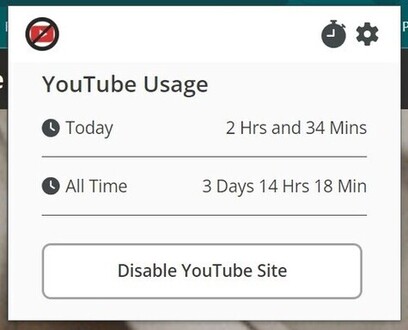 YouTube Usage
Today 2 Hrs and 34 Mins
All Time 3 Days 14 Hrs 18 Min
Disable YouTube Site